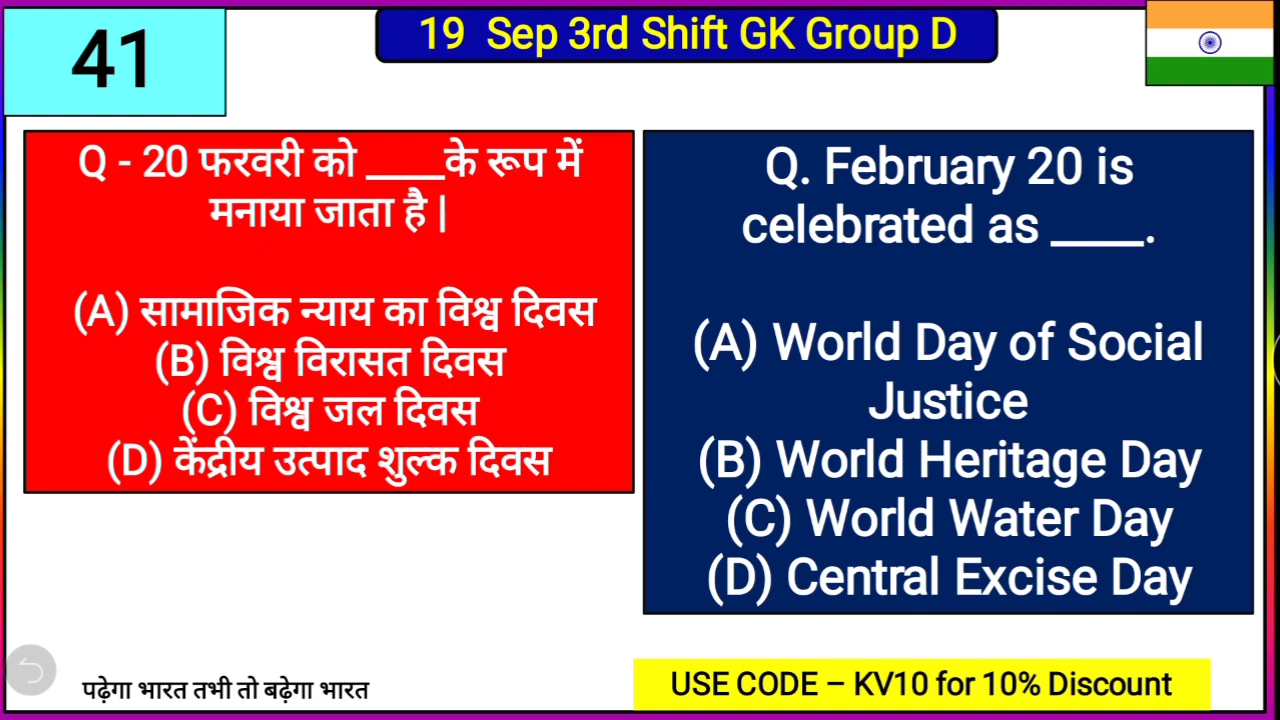 41
19 Sep 3rd Shift GK Group D
Q - 20 फरवरी को ____के रूप में
मनाया जाता है |
(A) सामाजिक न्याय का विश्व दिवस
(B) विश्व विरासत दिवस
(C) विश्व जल दिवस
(D) केंद्रीय उत्पाद शुल्क दिवस
Q. February 20 is
celebrated as ____.
(A) World Day of Social
Justice
(B) World Heritage Day
(C) World Water Day
(D) Central Excise Day
पढ़ेगा भारत तभी तो बढ़ेगा भारत
USE CODE – KV10 for 10% Discount